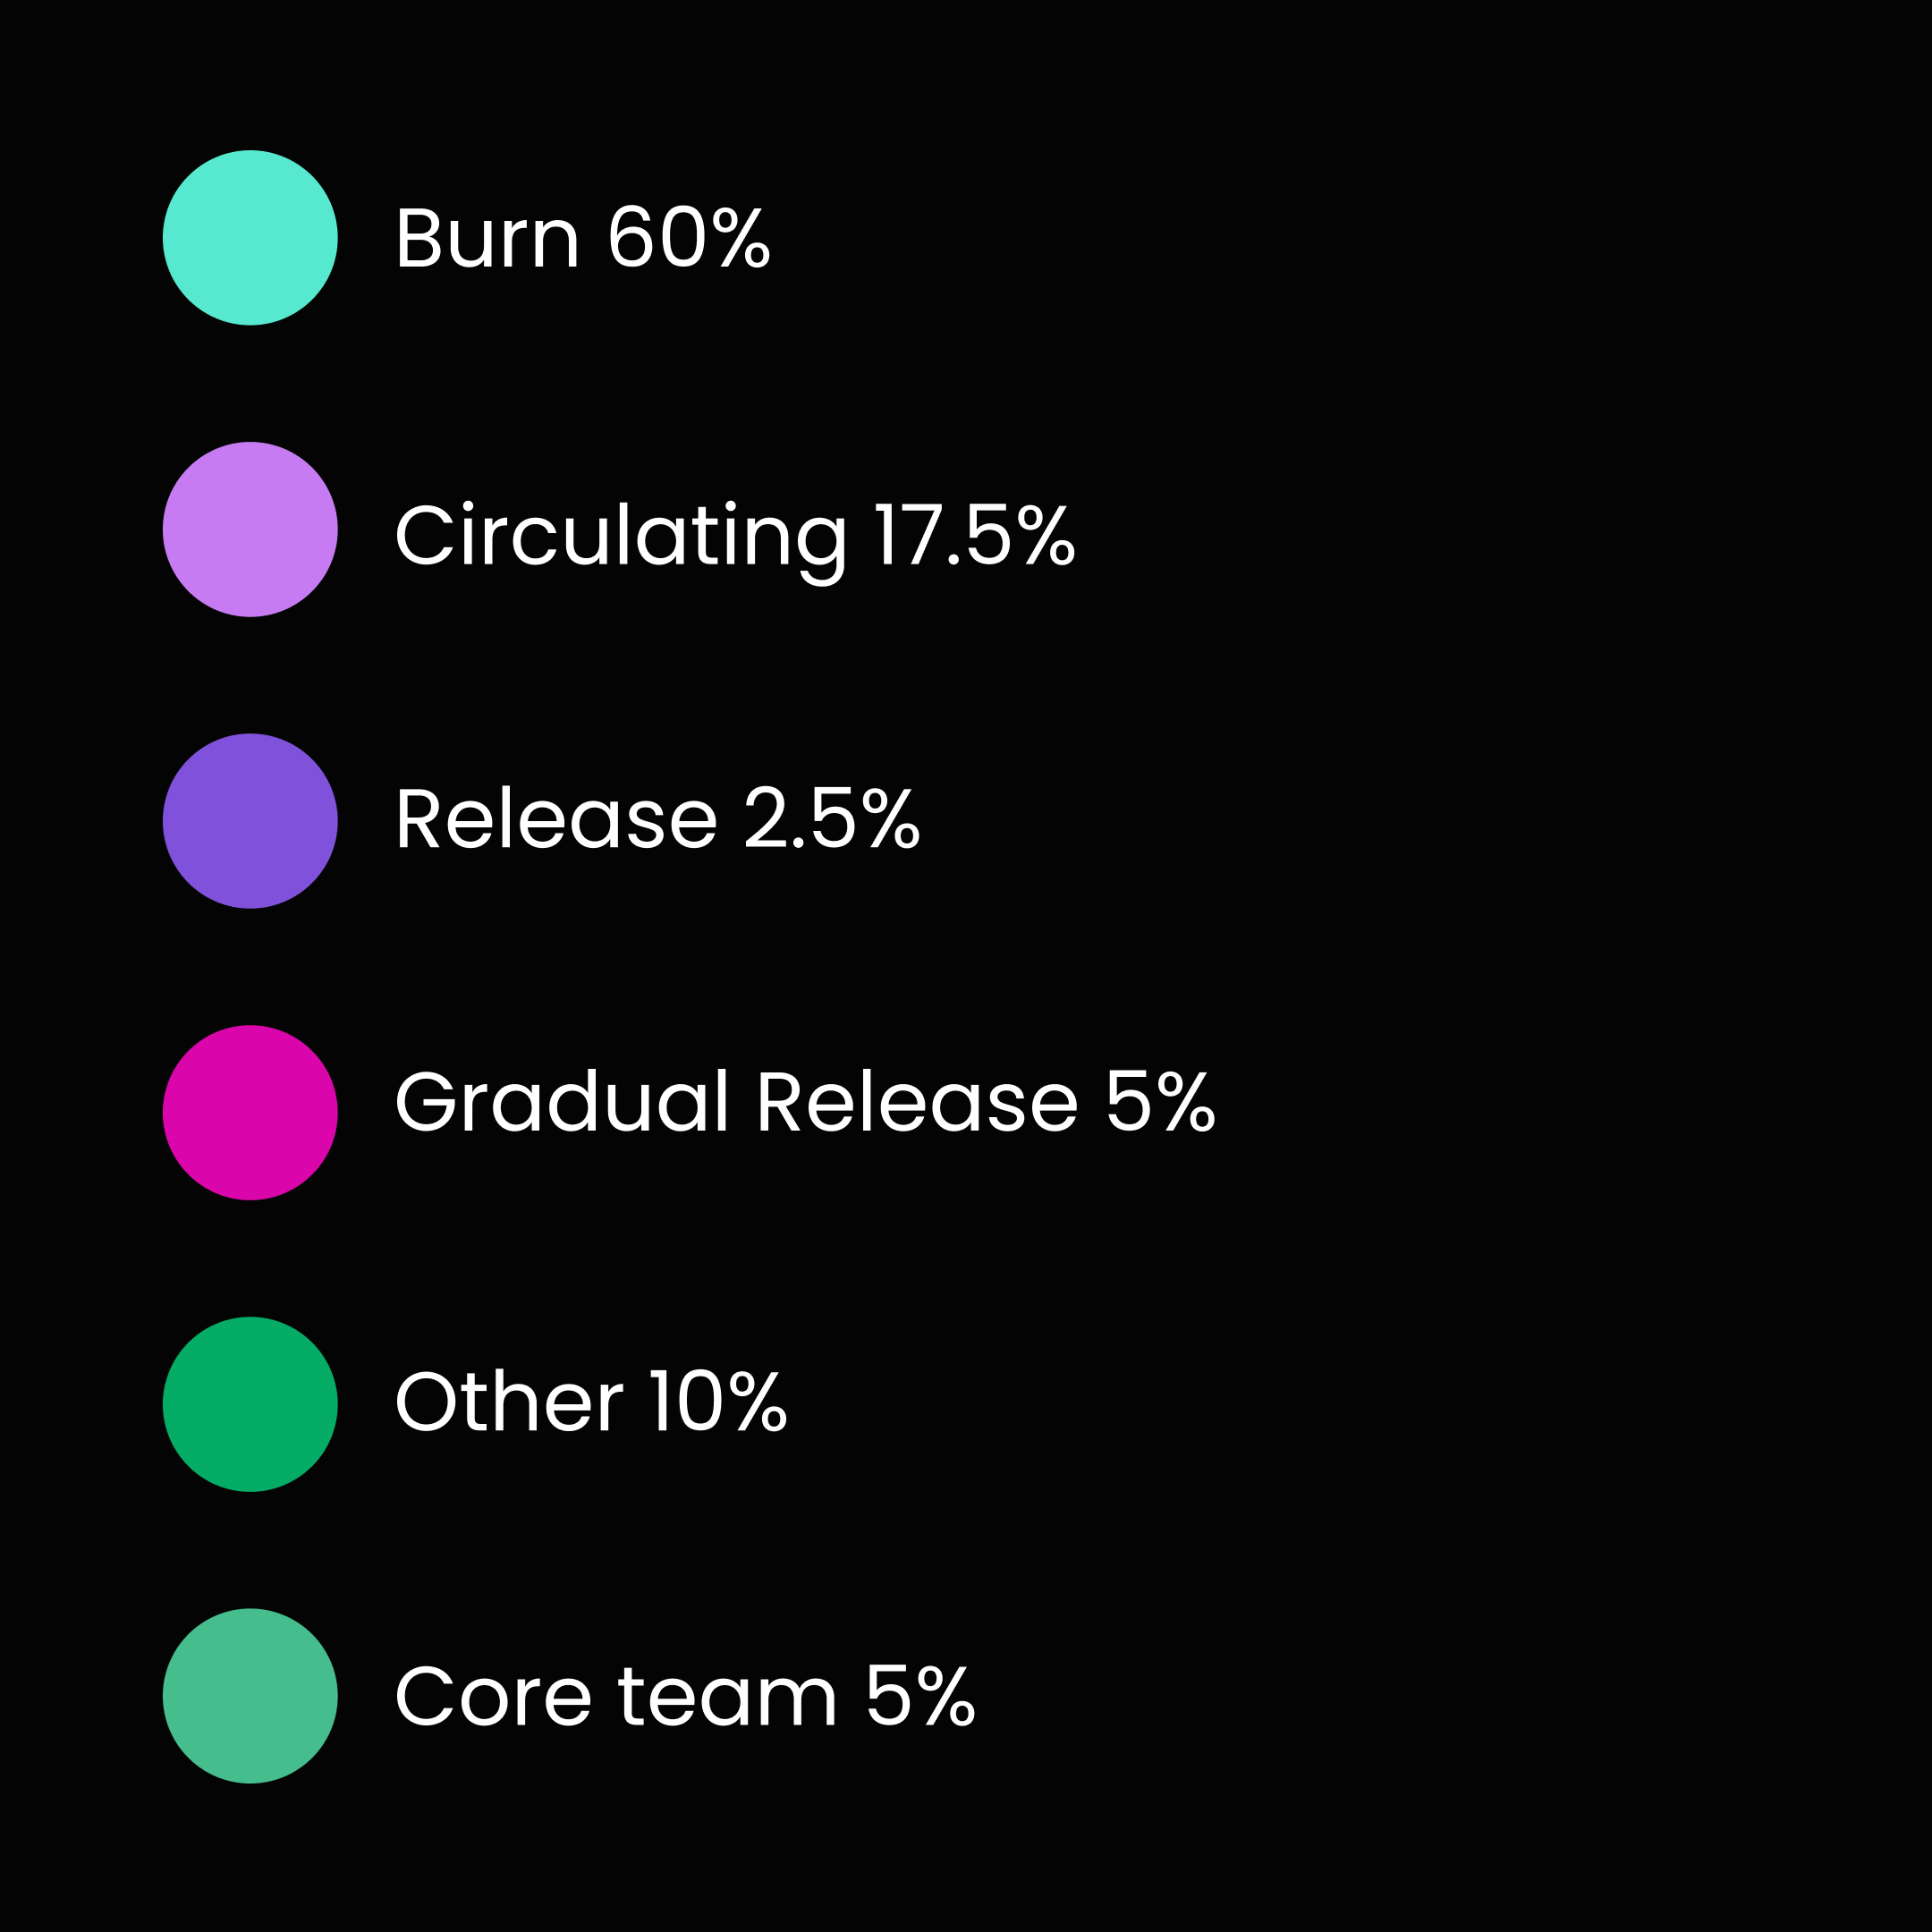 Burn 60%
Circulating 17.5%
Release 2.5%
Gradual Release 5%
Other 10%
Core team 5%